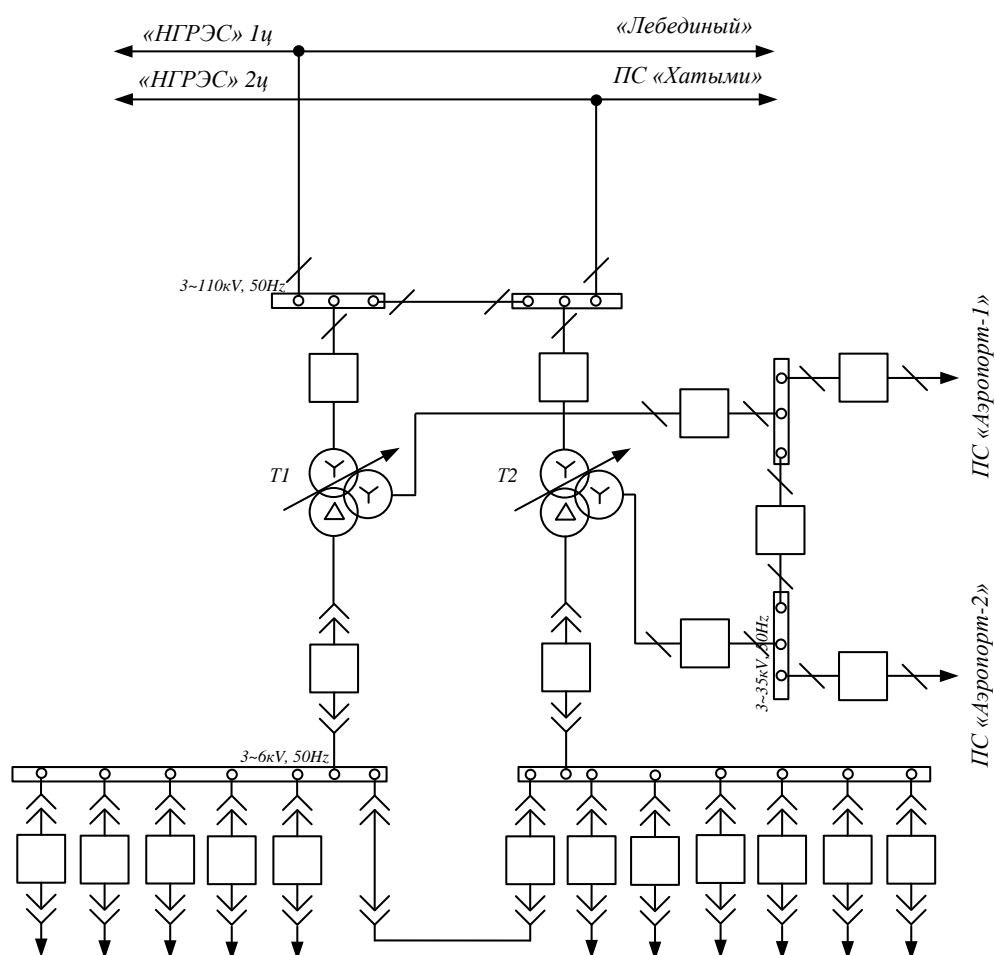 «НГРЭС» 1ц
«Лебединый»
«НГРЭС» 2ц
ПС «Хатыми»
3~110кV, 50Hz
T1
T2
ПС «Аэропорт-1»
3~35кV, 50Hz
ПС «Аэропорт-2»
3~6кV, 50Hz